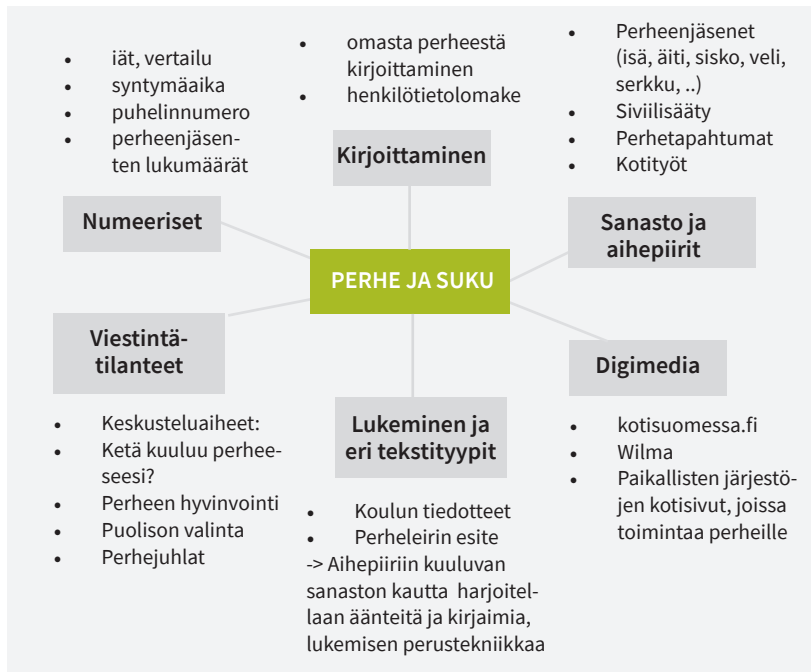 • iät, vertailu
• syntymäaika
• puhelinnumero
• perheenjäsen-
ten lukumäärät
Numeeriset
• omasta perheestä
kirjoittaminen
• henkilötietolomake
Kirjoittaminen
• Perheenjäsenet
(isä, äiti, sisko, veli,
serkku, ..)
• Siviilisääty
• Perhetapahtumat
• Kotityöt
Sanasto ja
aihepiirit
PERHE JA SUKU
Viestintä-
tilanteet
• Keskusteluaiheet:
• Ketä kuuluu perhee-
seesi?
• Perheen hyvinvointi
• Puolison valinta
• Perhejuhlat
Lukeminen ja
eri tekstityypit
• Koulun tiedotteet
• Perheleirin esite
-> Aihepiiriin kuuluvan
sanaston kautta harjoitel-
laan äänteitä ja kirjaimia,
lukemisen perustekniikkaa
Digimedia
• kotisuomessa.fi
• Wilma
• Paikallisten järjestö-
jen kotisivut, joissa
toimintaa perheille